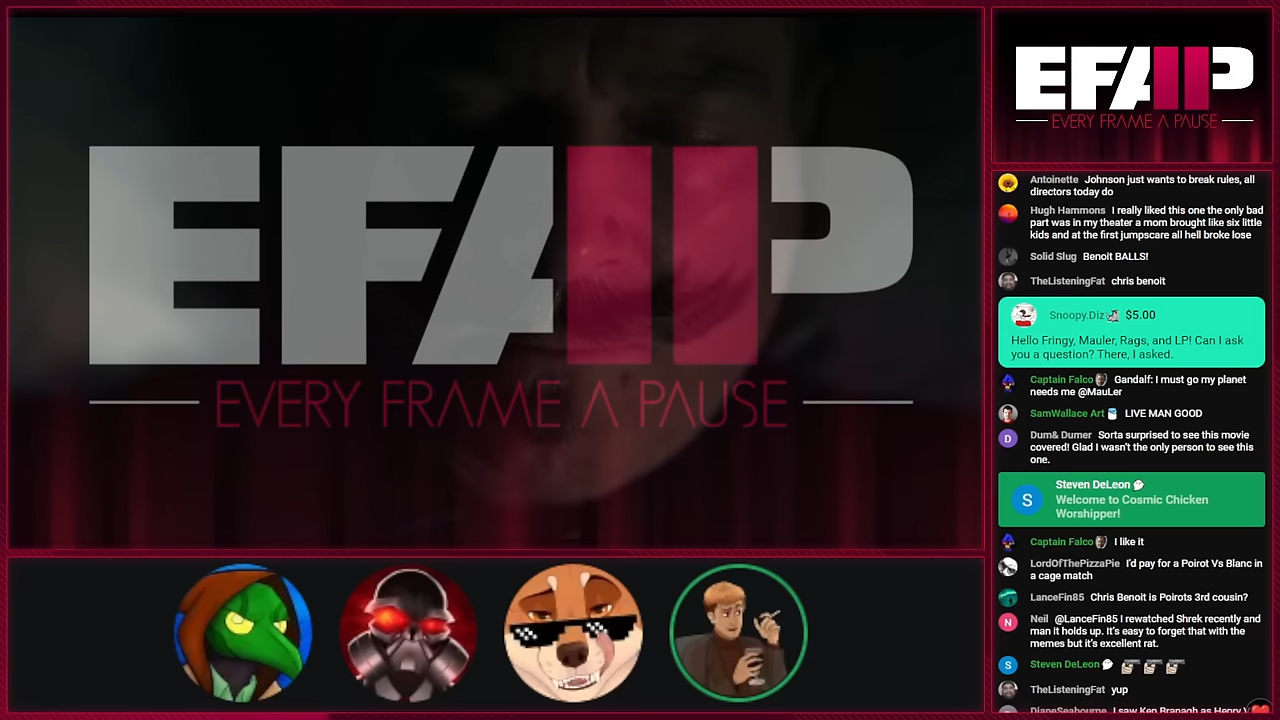 EFAP
EVERY FRAME A PAUSE
EFAP
EVERY FRAME A PAUSE
Antoinette Johnson just wants to break rules, all
directors today do
Hugh Hammons I really liked this one the only bad
part was in my theater a mom brought like six little
kids and at the first jumpscare all hell broke lose
Solid Slug Benoit BALLS!
TheListeningFat chris benoit
Snoopy.Diz $5.00
Hello Fringy, Mauler, Rags, and LP! Can I ask
you a question? There, I asked.
Captain Falco Gandalf: I must go my planet
needs me @MauLer
SamWallace Art LIVE MAN GOOD
D Dum& Dumer Sorta surprised to see this movie
covered! Glad I wasn't the only person to see this
one.
Steven DeLeon
S Welcome to Cosmic Chicken
Worshipper!
Captain Falco I like it
LordOfThePizzaPie I'd pay for a Poirot Vs Blanc in
a cage match
LanceFin85 Chris Benoit is Poirots 3rd cousin?
N Neil @LanceFin85 I rewatched Shrek recently and
man it holds up. It's easy to forget that with the
memes but it's excellent rat.
S Steven DeLeon
TheListeningFat yup
DianeSeabourne I saw Ken Branagh as Henry V